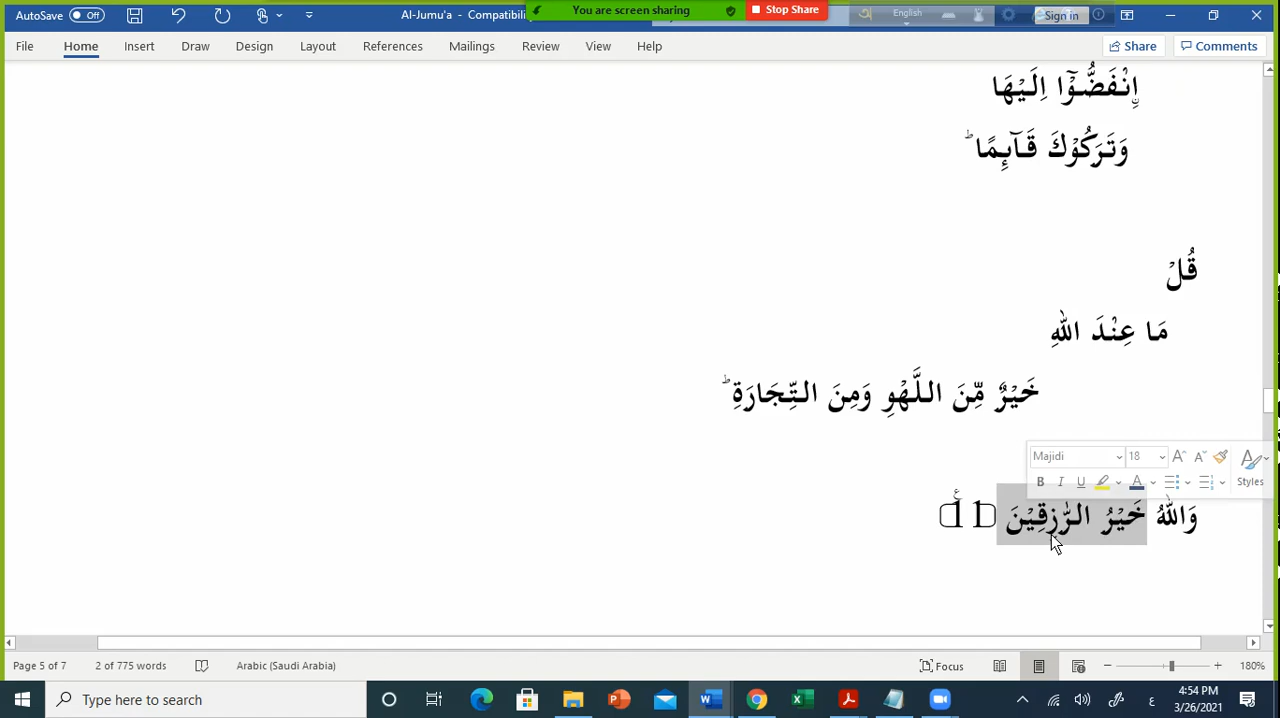 AutoSave Off Al-Jumu'a - Compatibili You are screen sharing Stop Share English Sign in
File Home Insert Draw Design Layout References Mailings Review View Help Share Comments
اِۨنْفَضُّوْۤا اِلَيْهَا
وَتَرَكُوْكَ قَآىِٕمًا ؕ
قُلْ
مَا عِنْدَ اللّٰهِ
خَيْرٌ مِّنَ اللَّهْوِ وَمِنَ التِّجَارَةِ ؕ
Majidi 18
B I U A Styles
وَاللّٰهُ خَيْرُ الرّٰزِقِيْنَ 11 ع
Page 5 of 7 2 of 775 words Arabic (Saudi Arabia) Focus 180%
Type here to search ع 4:54 PM
3/26/2021